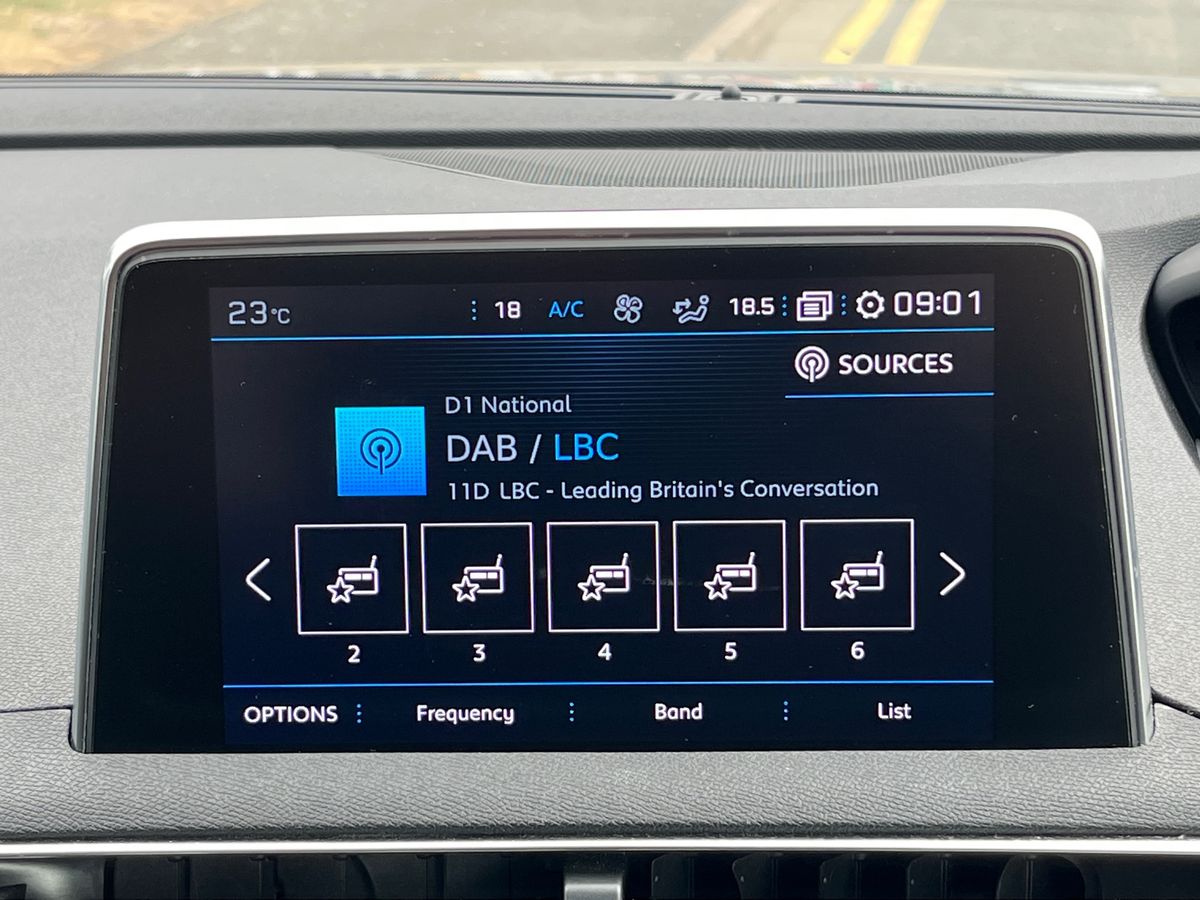 23°C 18 A/C 18.5 09:01
SOURCES
D1 National
DAB / LBC
11D LBC - Leading Britain's Conversation
2 3 4 5 6
OPTIONS Frequency Band List